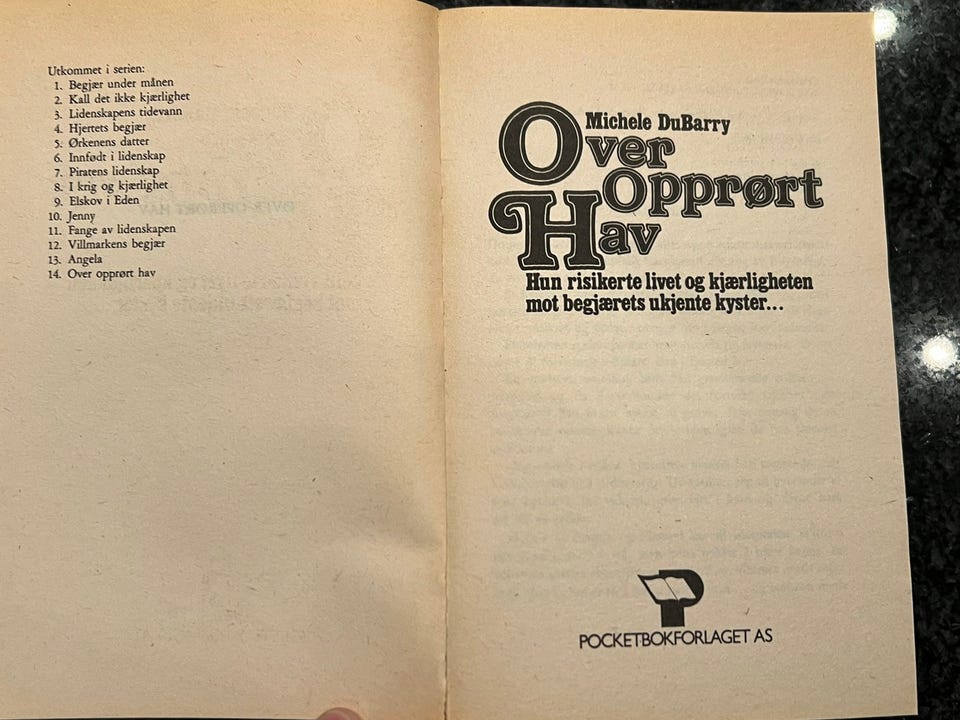 Utkommet i serien:
1. Begjær under månen
2. Kall det ikke kjærlighet
3. Lidenskapens tidevann
4. Hjertets begjær
5. Ørkenens datter
6. Innfødt i lidenskap
7. Piratens lidenskap
8. I krig og kjærlighet
9. Elskov i Eden
10. Jenny
11. Fange av lidenskapen
12. Villmarkens begjær
13. Angela
14. Over opprørt hav
Michele DuBarry
Over
Opprørt
Hav
Hun risikerte livet og kjærligheten
mot begjærets ukjente kyster...
POCKETBOKFORLAGET AS